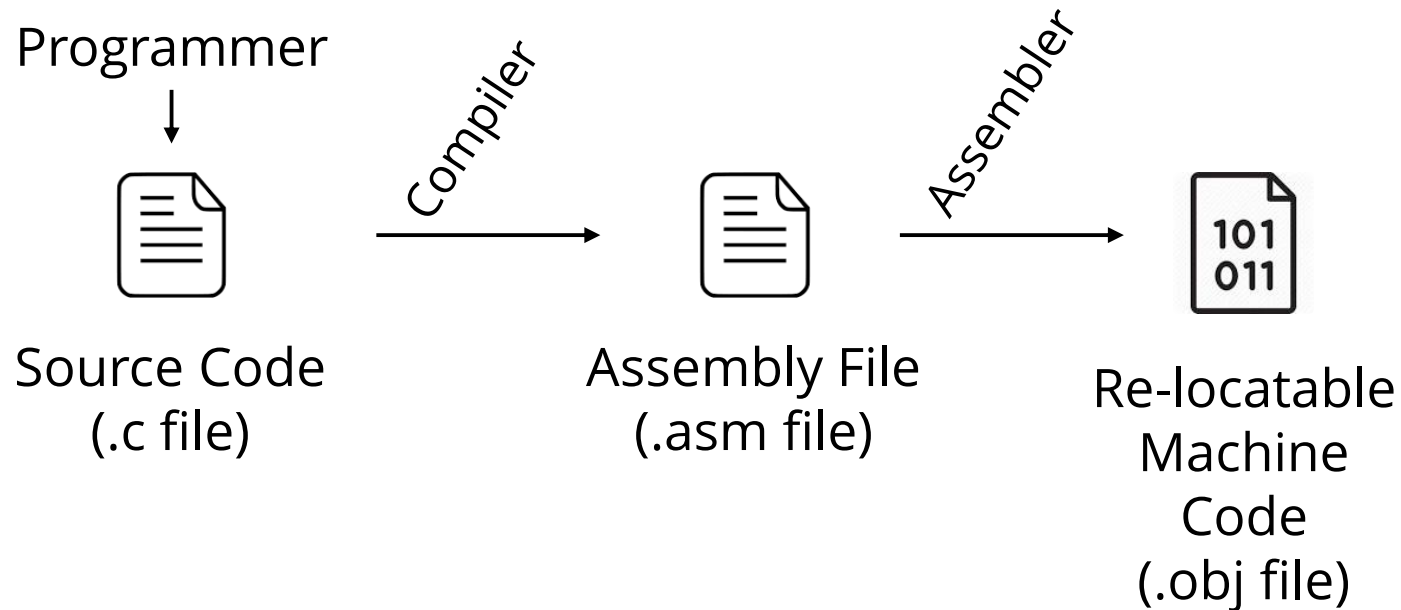 Programmer
Compiler
Assembler
101
011
Source Code
(.c file)
Assembly File
(.asm file)
Re-locatable
Machine
Code
(.obj file)